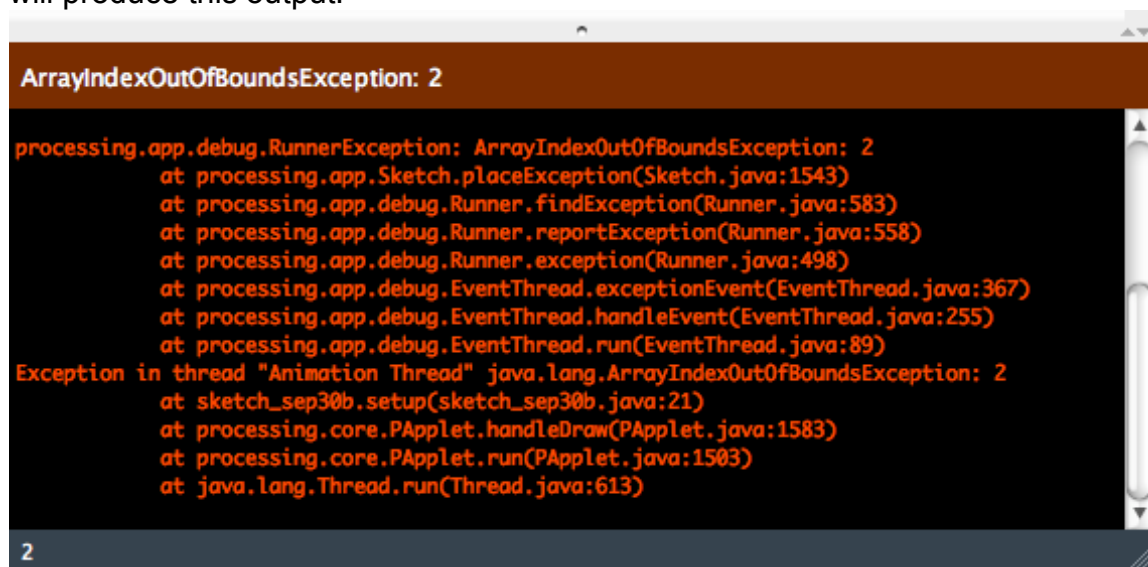 will produce this output:
ArrayIndexOutOfBoundsException: 2
processing.app.debug.RunnerException: ArrayIndexOutOfBoundsException: 2
at processing.app.Sketch.placeException(Sketch.java:1543)
at processing.app.debug.Runner.findException(Runner.java:583)
at processing.app.debug.Runner.reportException(Runner.java:558)
at processing.app.debug.Runner.exception(Runner.java:498)
at processing.app.debug.EventThread.exceptionEvent(EventThread.java:367)
at processing.app.debug.EventThread.handleEvent(EventThread.java:255)
at processing.app.debug.EventThread.run(EventThread.java:89)
Exception in thread "Animation Thread" java.lang.ArrayIndexOutOfBoundsException: 2
at sketch_sep30b.setup(sketch_sep30b.java:21)
at processing.core.PApplet.handleDraw(PApplet.java:1583)
at processing.core.PApplet.run(PApplet.java:1503)
at java.lang.Thread.run(Thread.java:613)
2